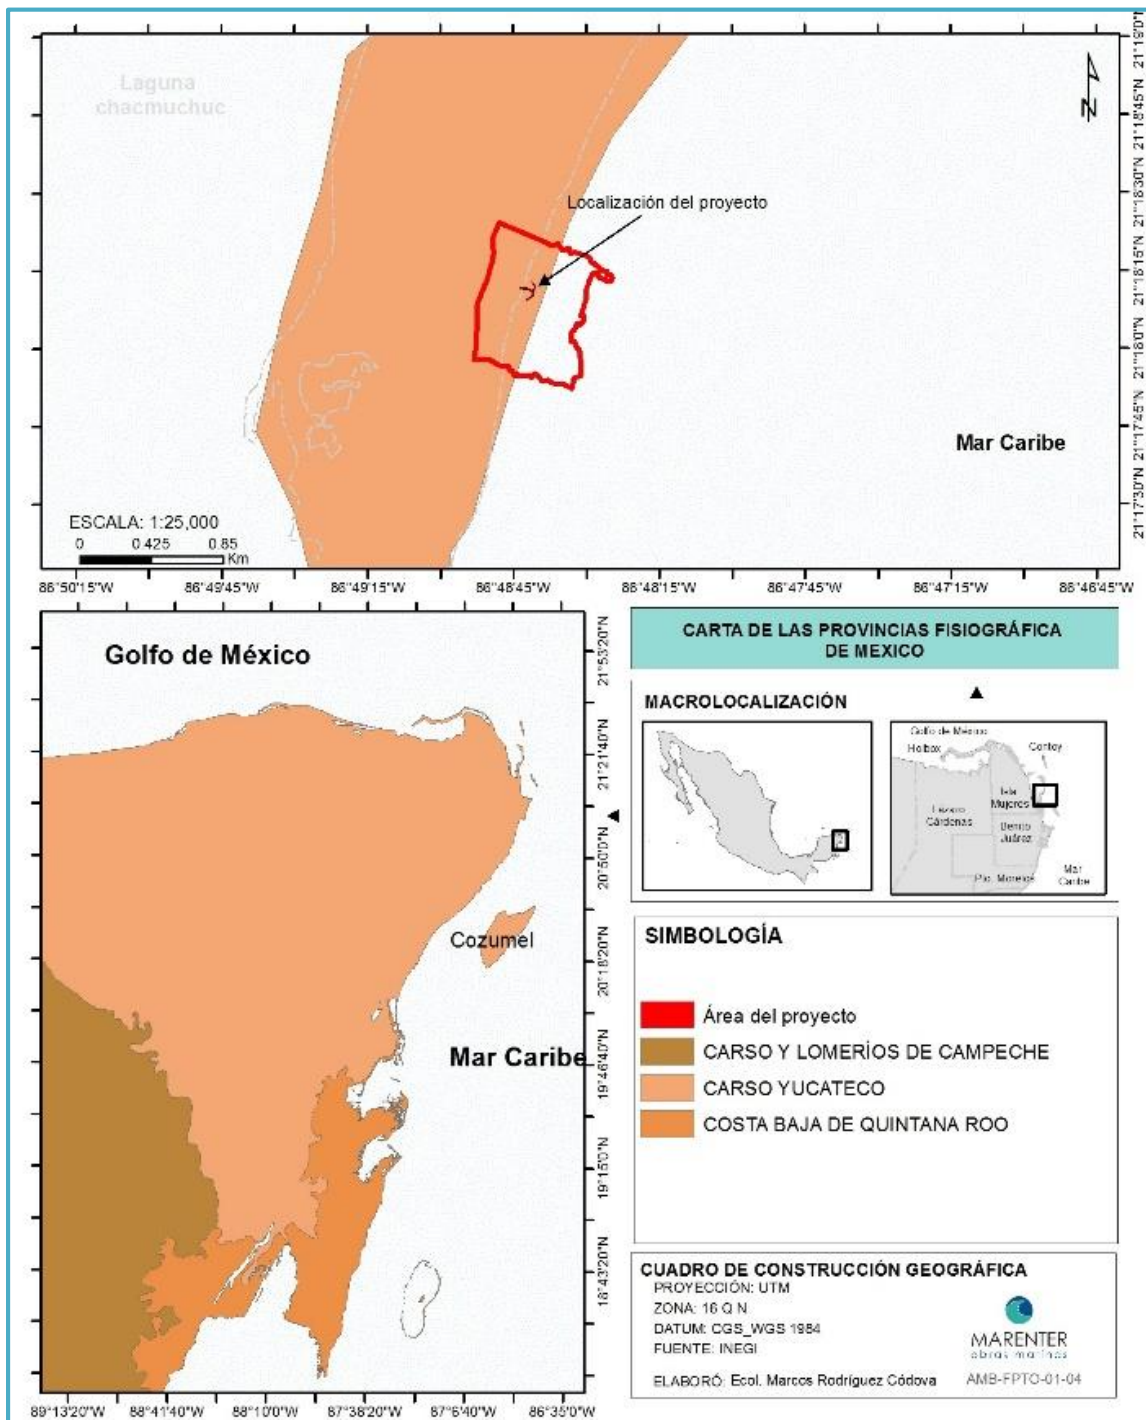 Laguna
chacmuchuc
Localización del proyecto
Mar Caribe
N
ESCALA: 1:25,000
0 0.425 0.85
Km
21°19'0"N
21°18'45"N
21°18'30"N
21°18'15"N
21°18'0"N
21°17'45"N
21°17'30"N
86°50'15"W 86°49'45"W 86°49'15"W 86°48'45"W 86°48'15"W 86°47'45"W 86°47'15"W 86°46'45"W
Golfo de México
Cozumel
Mar Caribe
21°53'20"N
21°21'40"N
20°50'0"N
20°18'20"N
19°46'40"N
19°15'0"N
18°43'20"N
89°13'20"W 88°41'40"W 88°10'0"W 87°38'20"W 87°6'40"W 86°35'0"W
CARTA DE LAS PROVINCIAS FISIOGRÁFICA
DE MEXICO
MACROLOCALIZACIÓN
Golfo de México
Holbox
Contoy
Isla
Mujeres
Lázaro
Cárdenas
Benito
Juárez
Mar
Caribe
Pto. Morelos
SIMBOLOGÍA
Área del proyecto
CARSO Y LOMERÍOS DE CAMPECHE
CARSO YUCATECO
COSTA BAJA DE QUINTANA ROO
CUADRO DE CONSTRUCCIÓN GEOGRÁFICA
PROYECCIÓN: UTM
ZONA: 16 Q N
DATUM: CGS_WGS 1984
FUENTE: INEGI
ELABORÓ: Ecol. Marcos Rodríguez Códova
MARENTER
obras marinas
AMB-FPTO-01-04